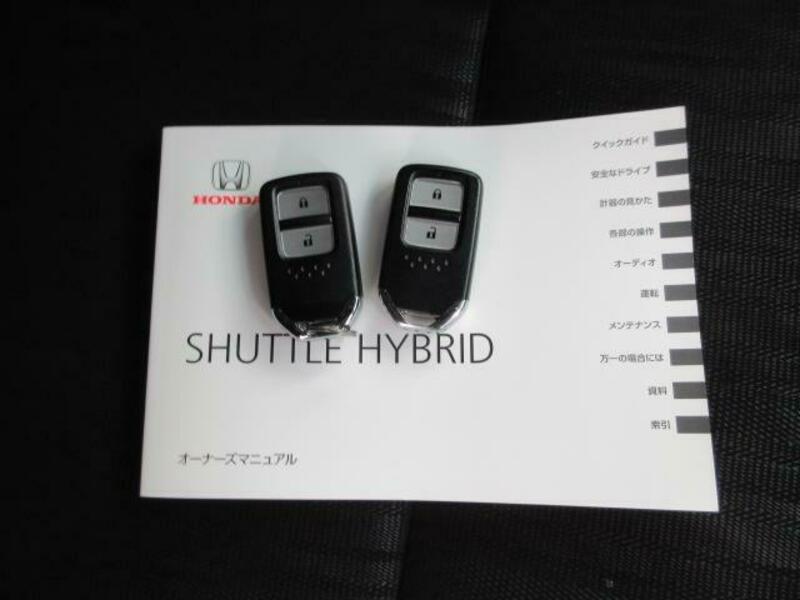 HONDA
SHUTTLE HYBRID
オーナーズマニュアル
クイックガイド
安全なドライブ
計器の見かた
各部の操作
オーディオ
運転
メンテナンス
万一の場合には
資料
索引